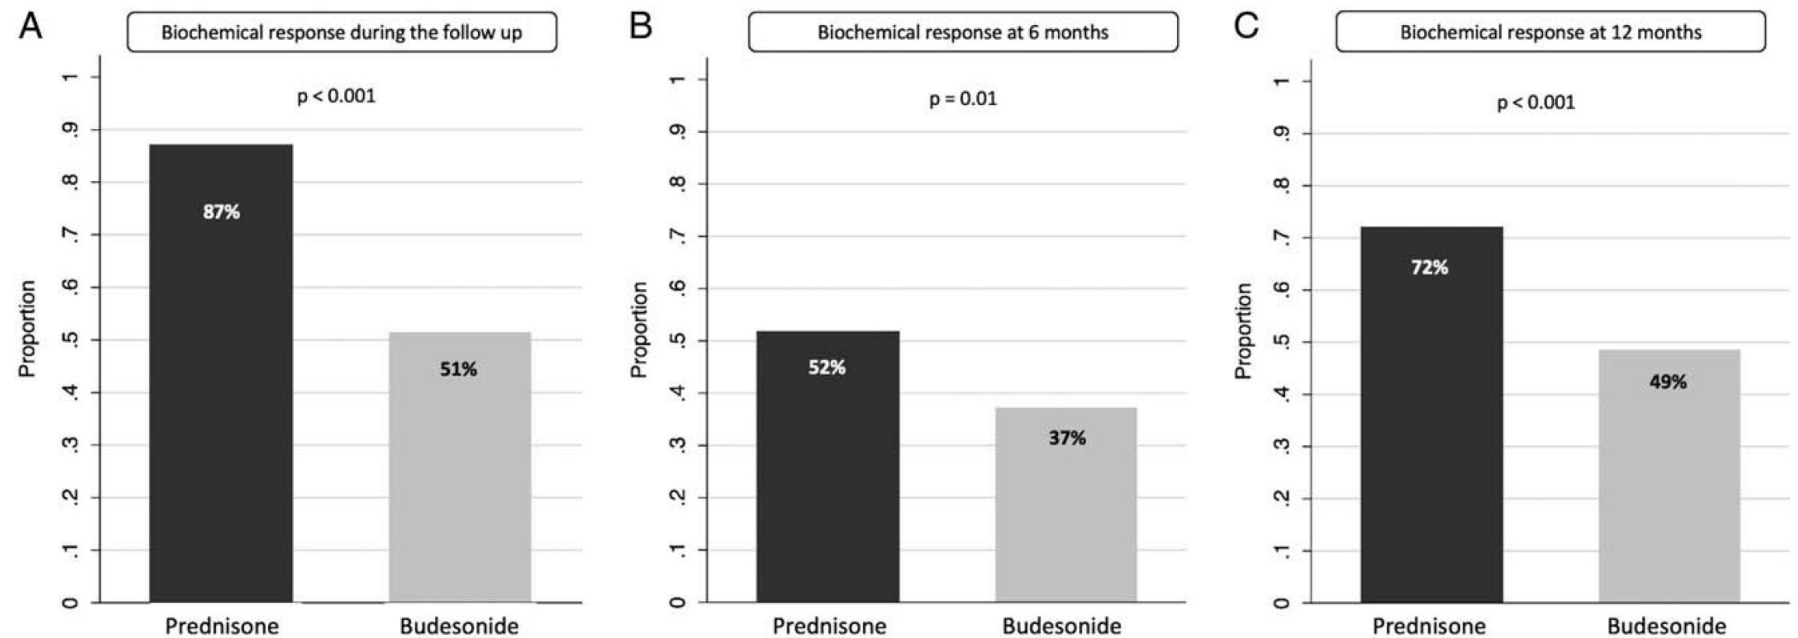 A
Biochemical response during the follow up
p < 0.001
Proportion
1
.9
.8
.7
.6
.5
.4
.3
.2
.1
0
87%
51%
Prednisone
Budesonide
B
Biochemical response at 6 months
p = 0.01
Proportion
1
.9
.8
.7
.6
.5
.4
.3
.2
.1
0
52%
37%
Prednisone
Budesonide
C
Biochemical response at 12 months
p < 0.001
Proportion
1
.9
.8
.7
.6
.5
.4
.3
.2
.1
0
72%
49%
Prednisone
Budesonide